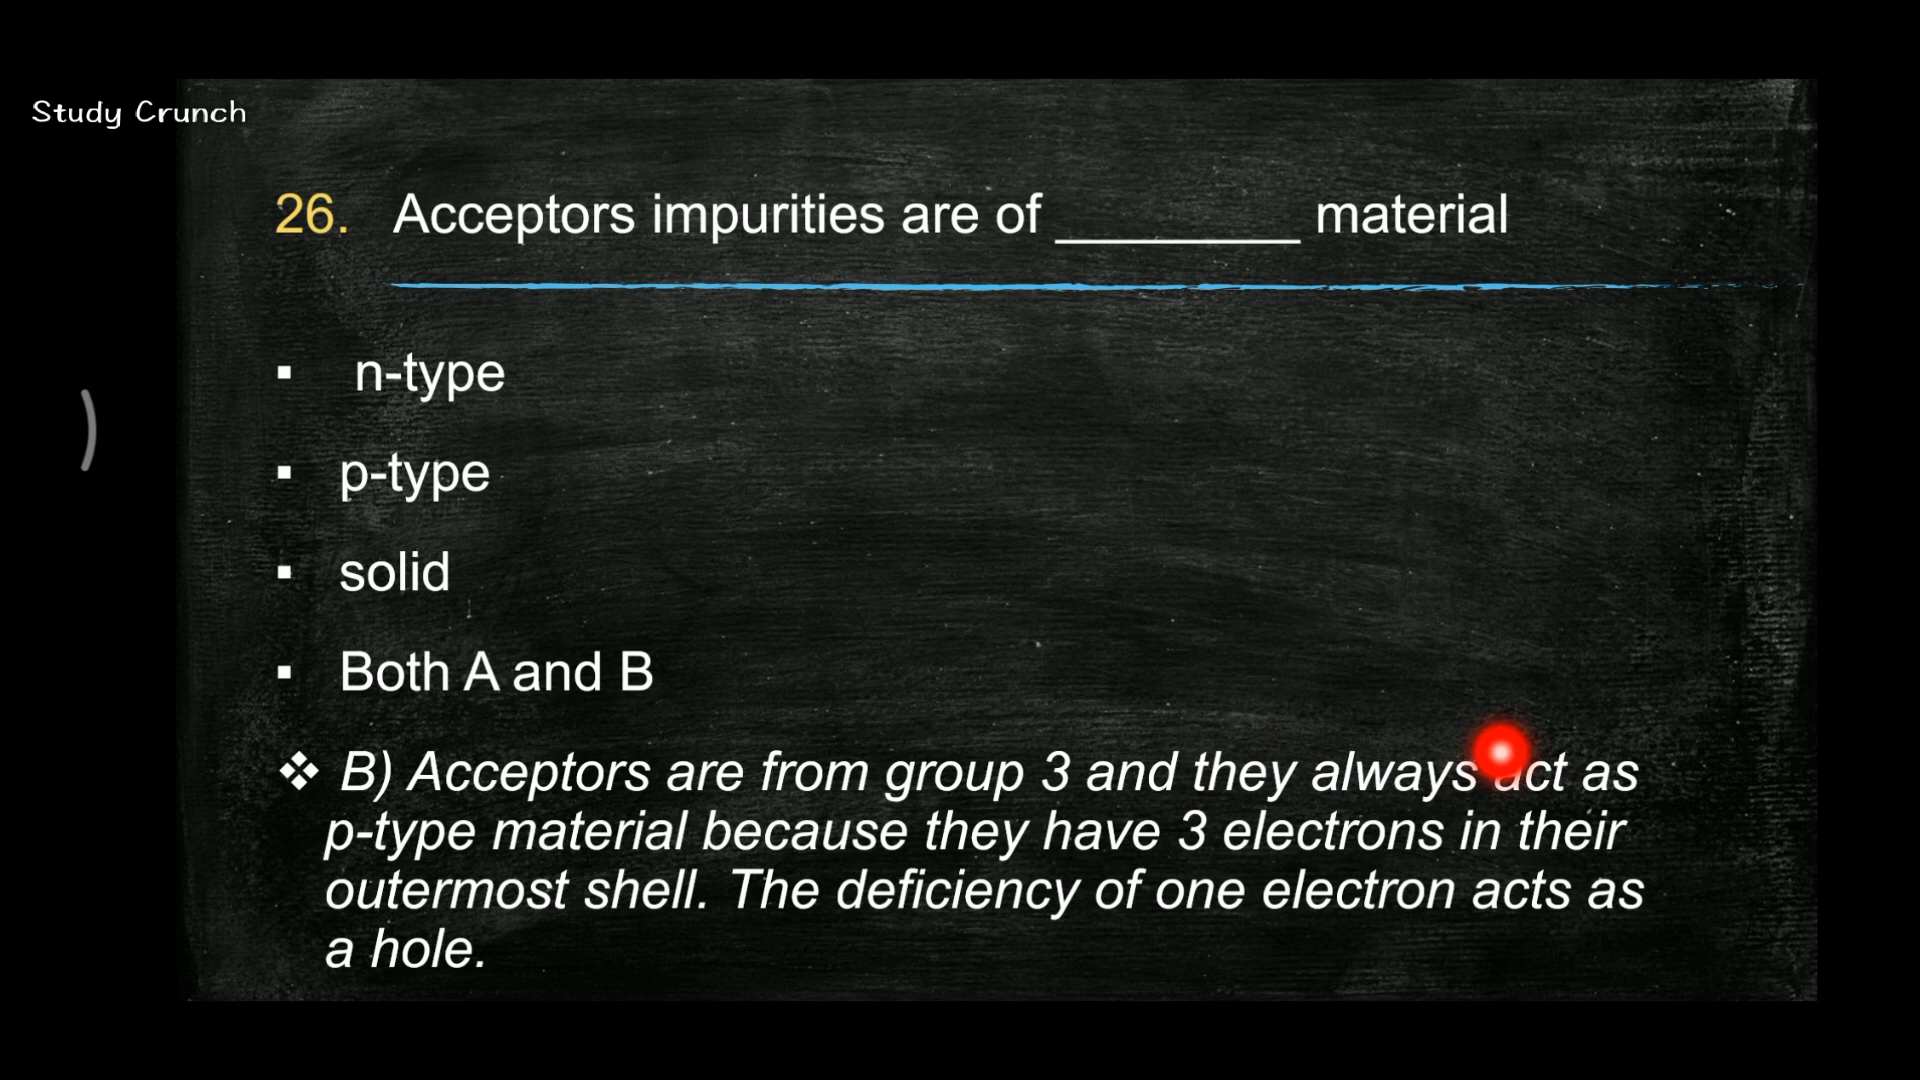 Study Crunch
26. Acceptors impurities are of _________ material
▪ n-type
▪ p-type
▪ solid
▪ Both A and B
❖ B) Acceptors are from group 3 and they always act as
p-type material because they have 3 electrons in their
outermost shell. The deficiency of one electron acts as
a hole.